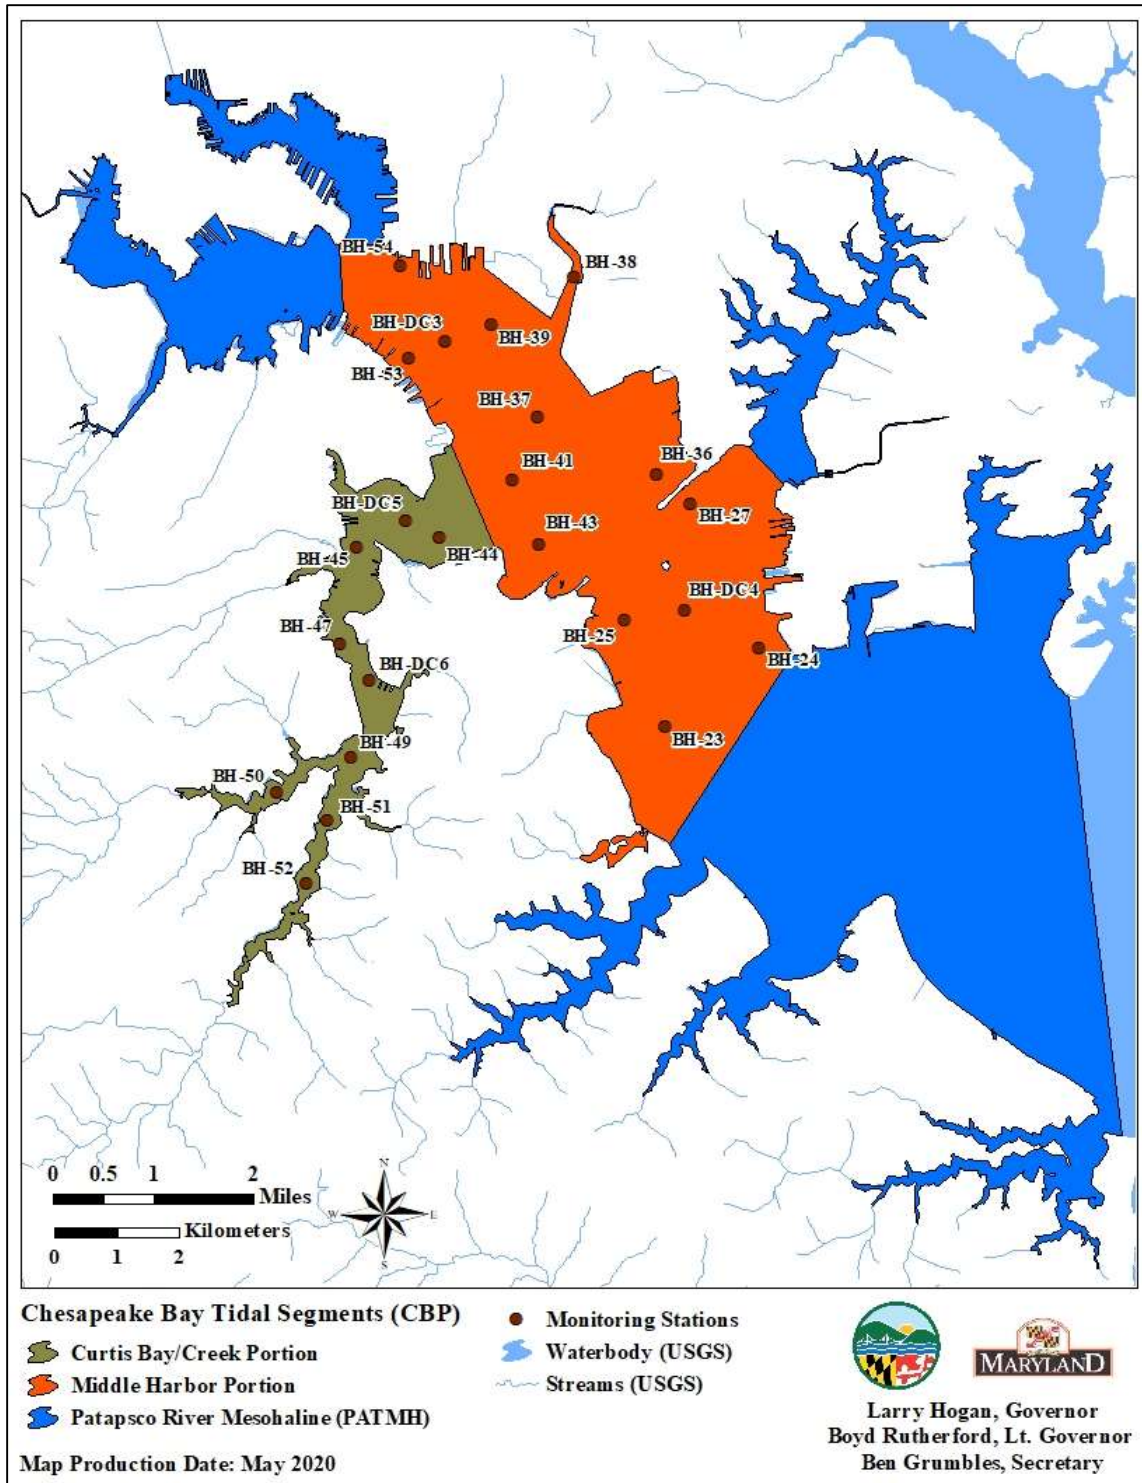 BH-54
BH-38
BH-DC3
BH-39
BH-53
BH-37
BH-41
BH-36
BH-DC5
BH-43
BH-27
BH-45
BH-44
BH-DC4
BH-47
BH-25
BH-DC6
BH-24
BH-49
BH-23
BH-50
BH-51
BH-52
0 0.5 1 2
Miles
Kilometers
0 1 2
N
W E
S
Chesapeake Bay Tidal Segments (CBP)
Curtis Bay/Creek Portion
Middle Harbor Portion
Patapsco River Mesohaline (PATMH)
Map Production Date: May 2020
Monitoring Stations
Waterbody (USGS)
Streams (USGS)
MARYLAND
Larry Hogan, Governor
Boyd Rutherford, Lt. Governor
Ben Grumbles, Secretary